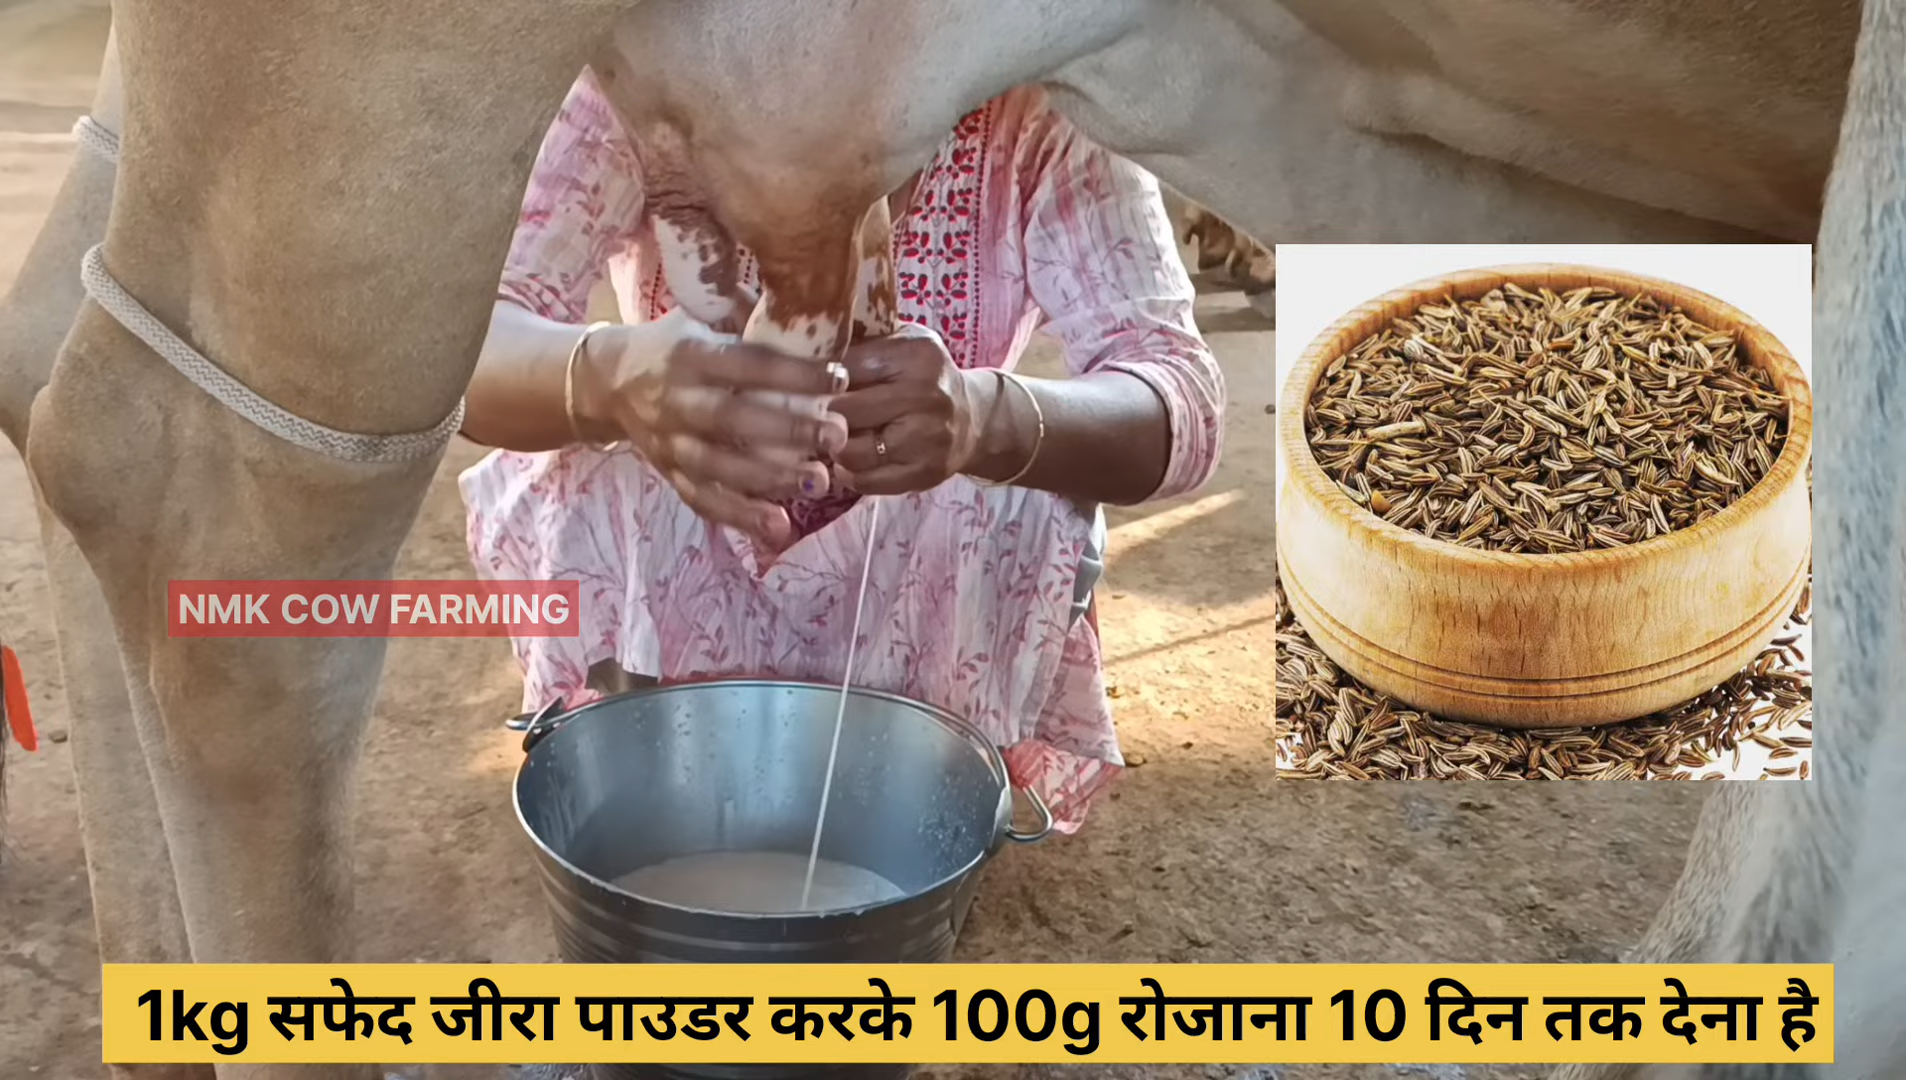 NMK COW FARMING
1kg सफेद जीरा पाउडर करके 100g रोजाना 10 दिन तक देना है